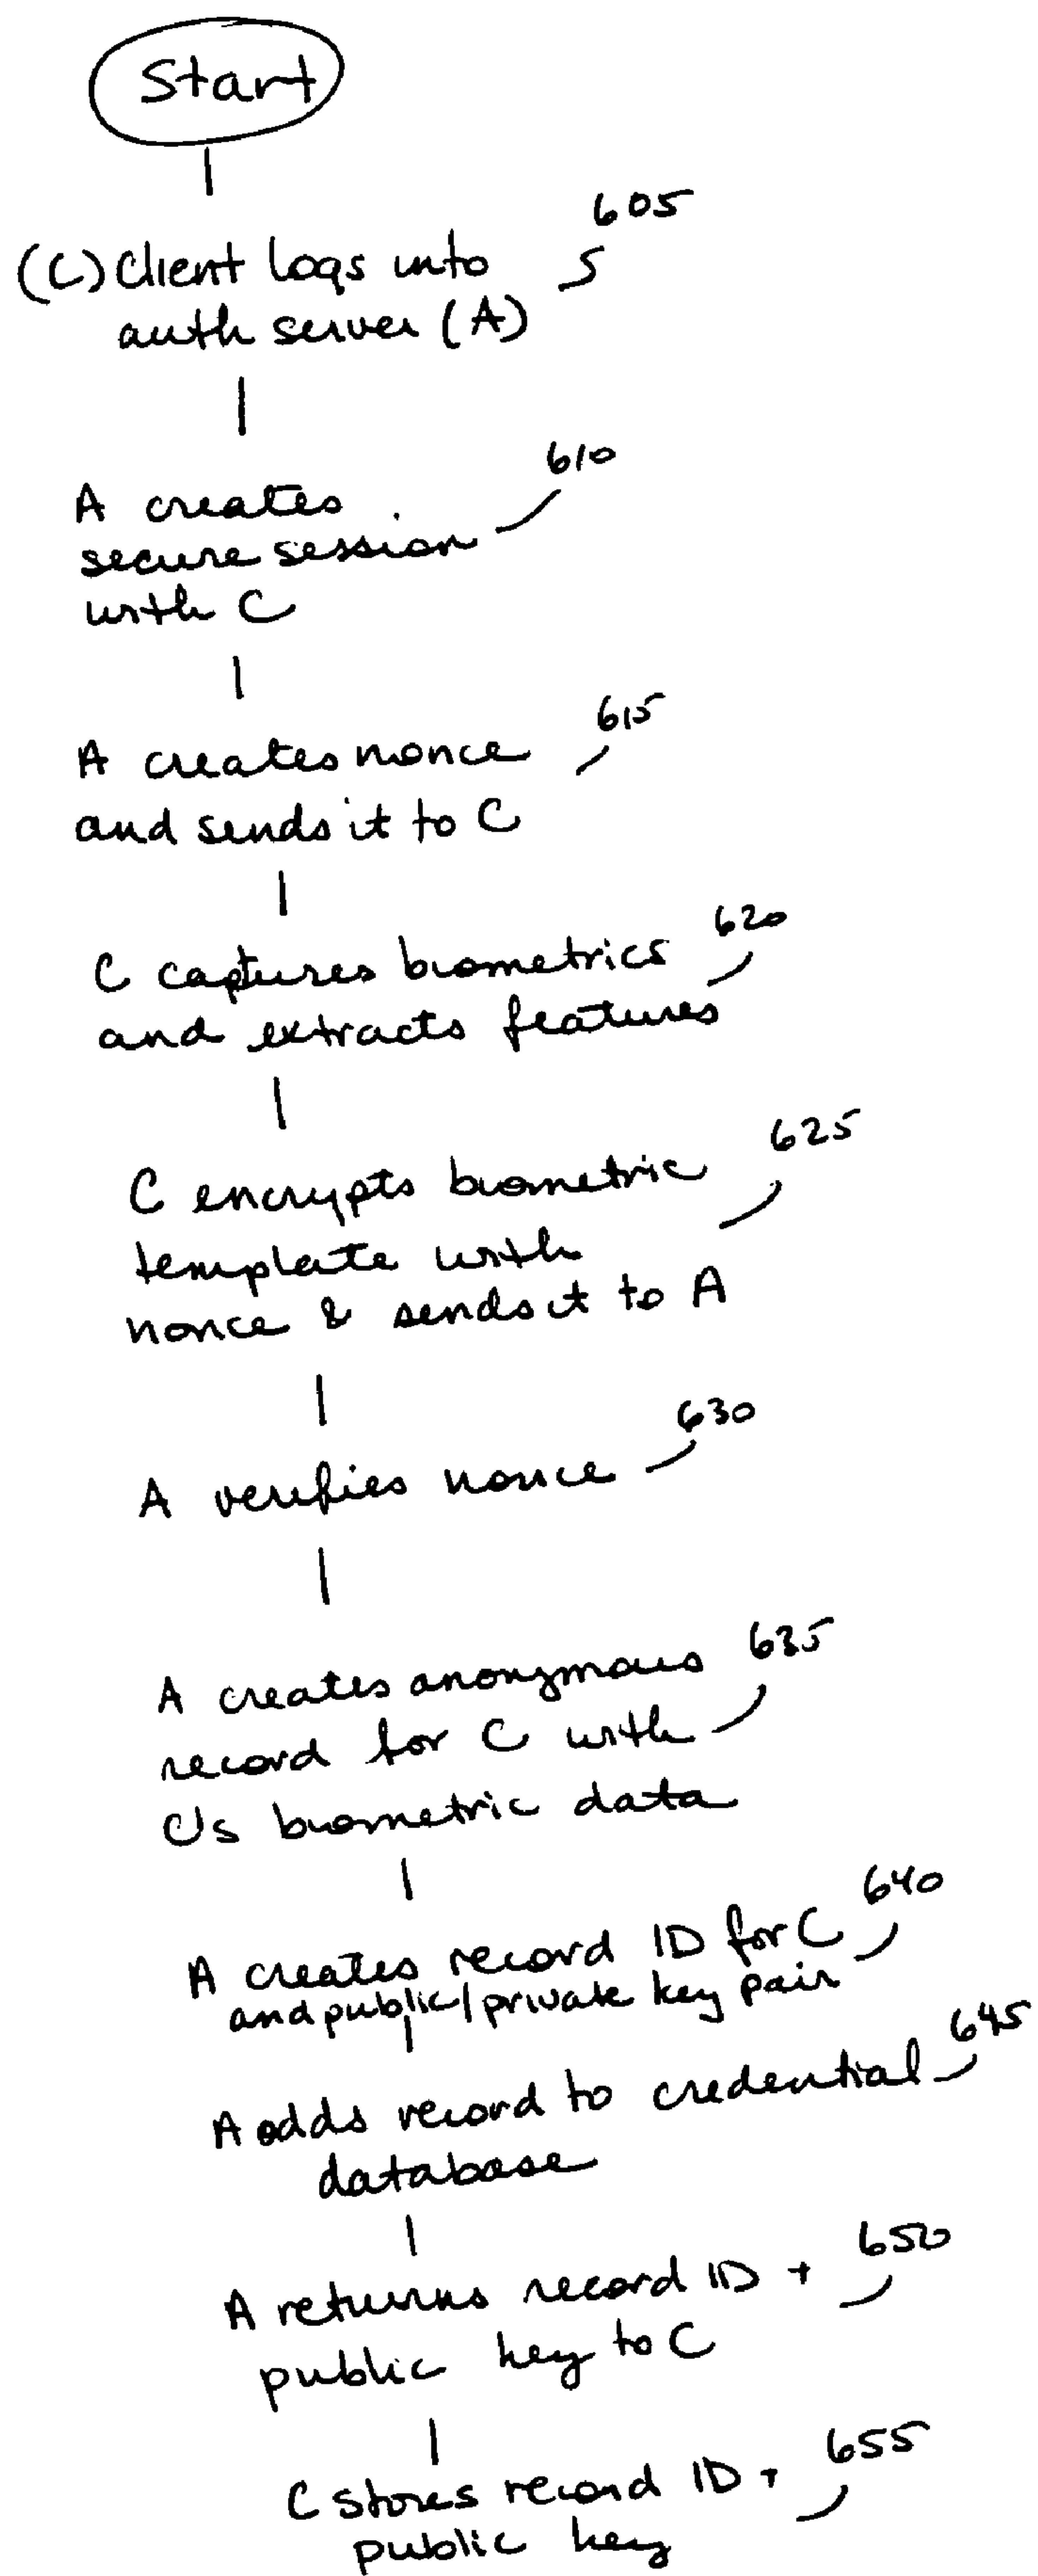 Start
605
(C) Client logs into
auth server (A)
610
A creates
secure session
with C
615
A creates nonce
and sends it to C
620
C captures biometrics
and extracts features
625
C encrypts biometric
template with
nonce & sends it to A
630
A verifies nonce
635
A creates anonymous
record for C with
C's biometric data
640
A creates record ID for C
and public/private key pair
645
A adds record to credential
database
650
A returns record ID +
public key to C
655
C stores record ID +
public key